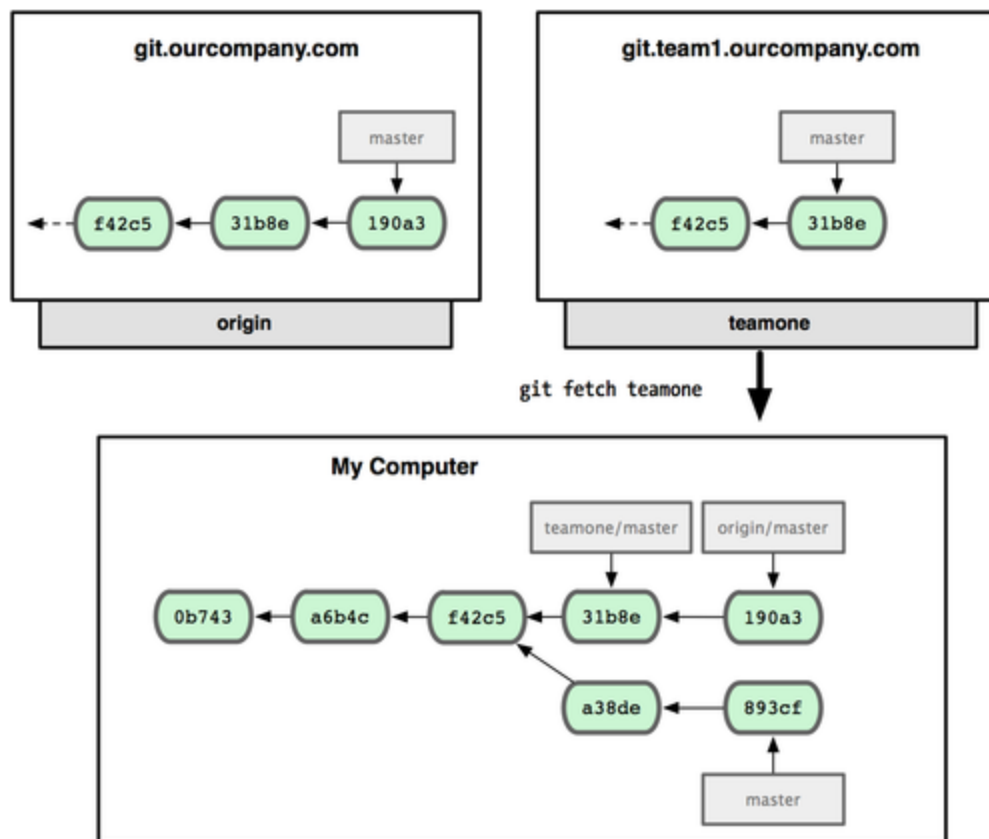 git.ourcompany.com
master
f42c5 31b8e 190a3
origin
git.team1.ourcompany.com
master
f42c5 31b8e
teamone
git fetch teamone
My Computer
teamone/master origin/master
0b743 a6b4c f42c5 31b8e 190a3
a38de 893cf
master